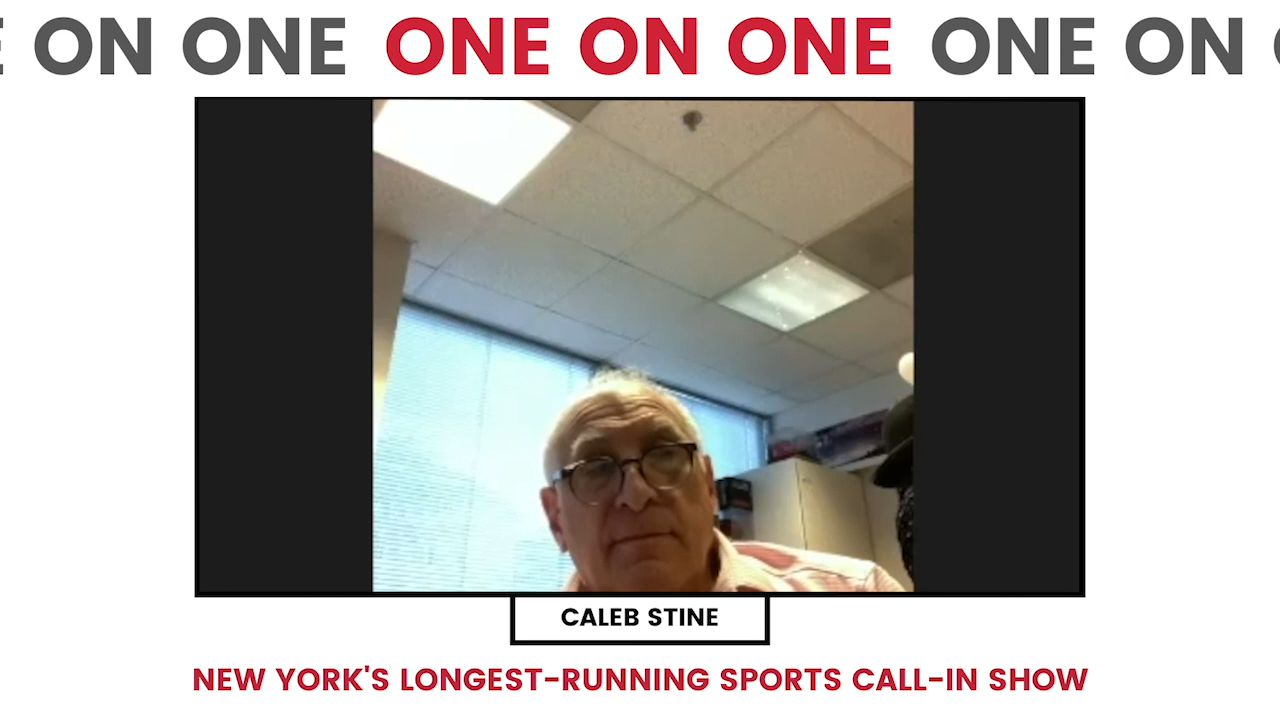 E ON ONE ONE ON ONE ONE ON O
CALEB STINE
NEW YORK'S LONGEST-RUNNING SPORTS CALL-IN SHOW